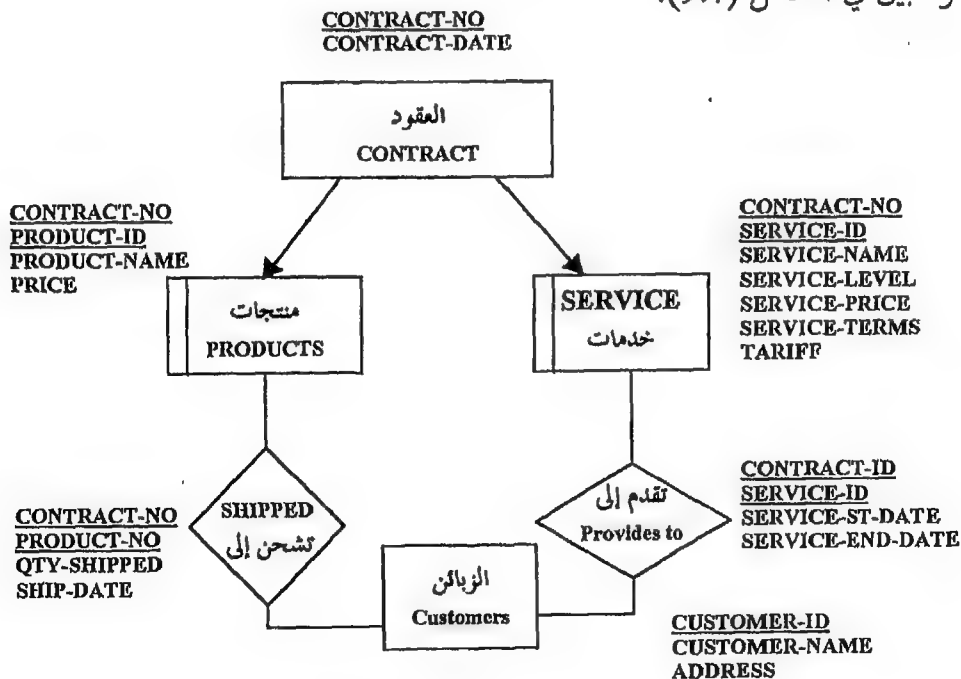 CONTRACT-NO
CONTRACT-DATE
العقود
CONTRACT
CONTRACT-NO
PRODUCT-ID
PRODUCT-NAME
PRICE
منتجات
PRODUCTS
CONTRACT-NO
SERVICE-ID
SERVICE-NAME
SERVICE-LEVEL
SERVICE-PRICE
SERVICE-TERMS
TARIFF
SERVICE
خدمات
CONTRACT-NO
PRODUCT-NO
QTY-SHIPPED
SHIP-DATE
SHIPPED
تشحن إلى
تقدم إلى
Provides to
CONTRACT-ID
SERVICE-ID
SERVICE-ST-DATE
SERVICE-END-DATE
الزبائن
Customers
CUSTOMER-ID
CUSTOMER-NAME
ADDRESS